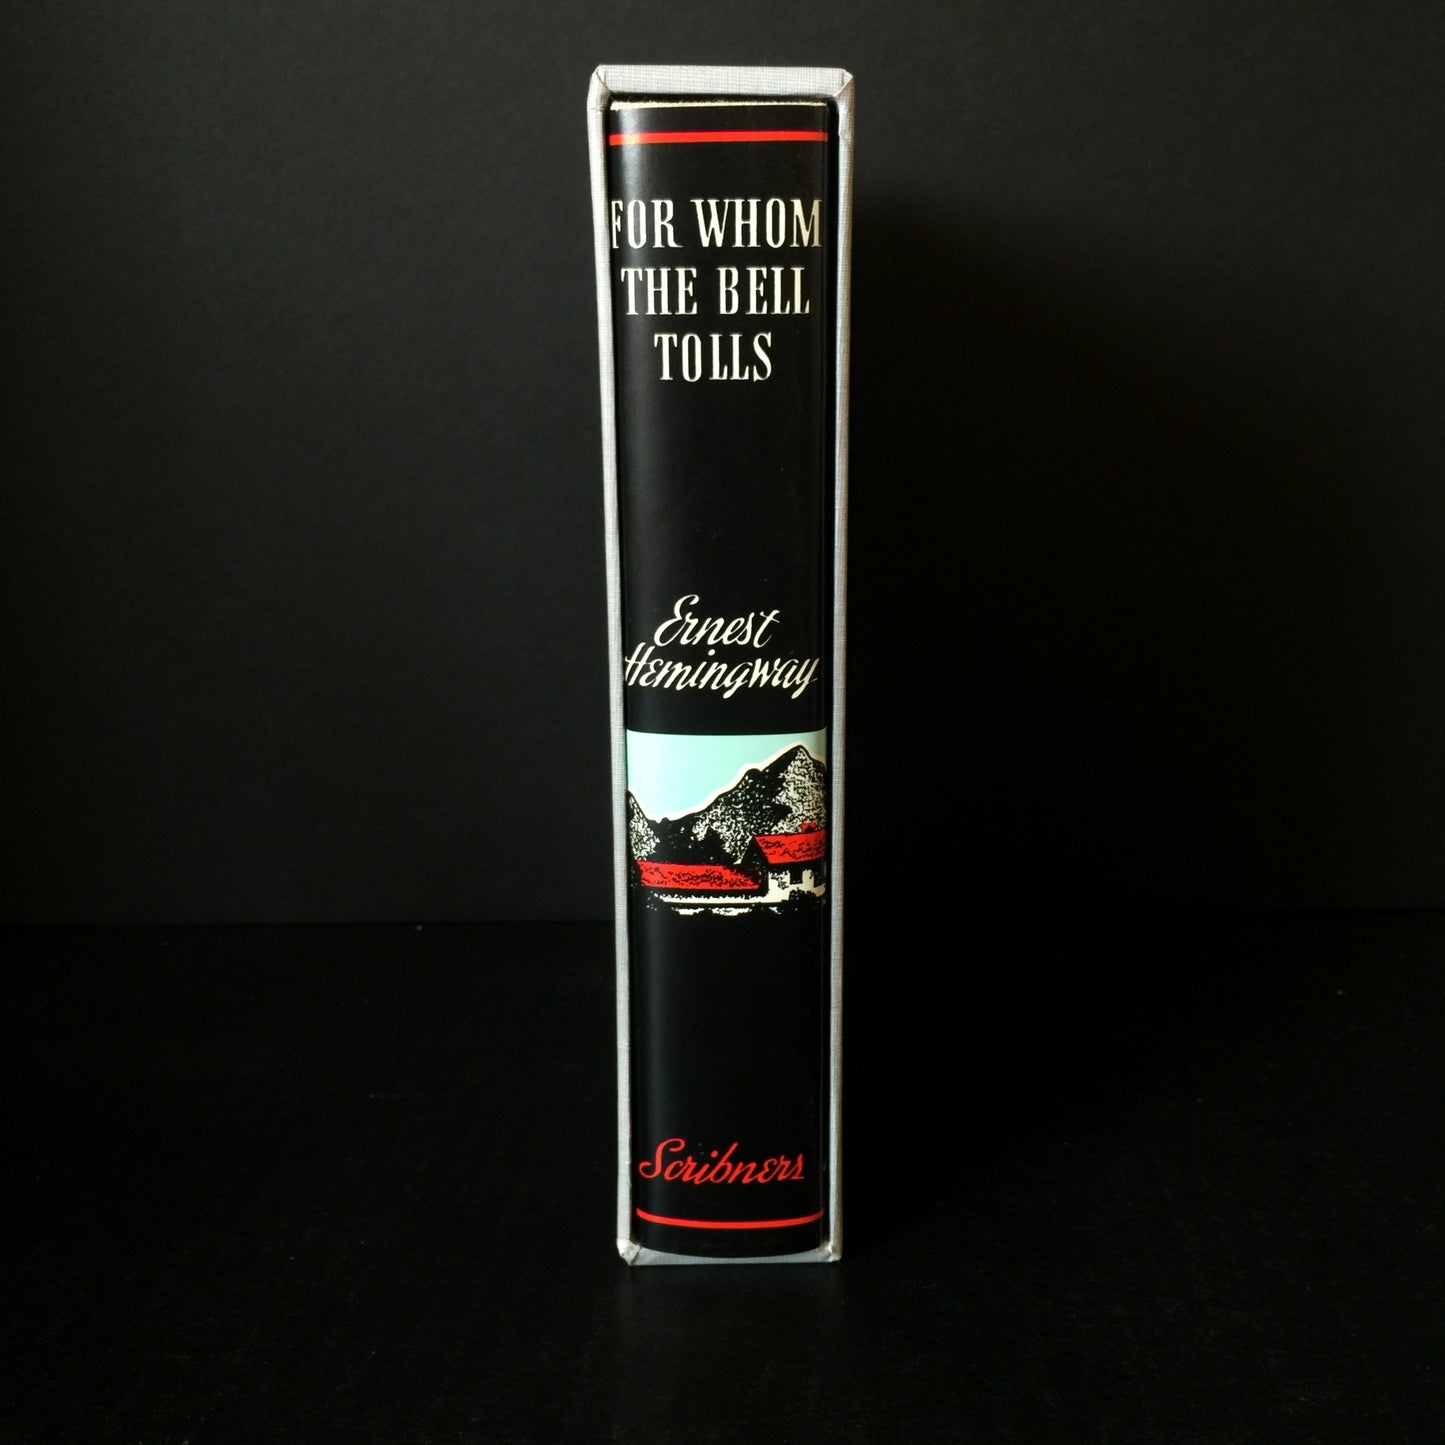 FOR WHOM
THE BELL
TOLLS
Ernest
Hemingway
Scribners